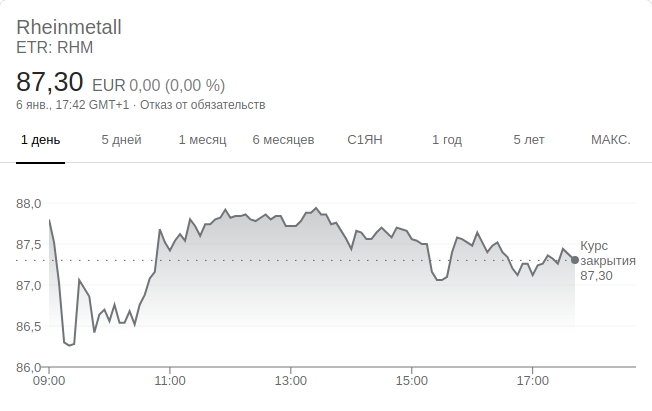 Rheinmetall
ETR: RHM
87,30 EUR 0,00 (0,00 %)
6 янв., 17:42 GMT+1 · Отказ от обязательств
1 день 5 дней 1 месяц 6 месяцев С1ЯН 1 год 5 лет МАКС.
88,0
87,5
87,0
86,5
86,0
Курс
закрытия
87,30
09:00 11:00 13:00 15:00 17:00